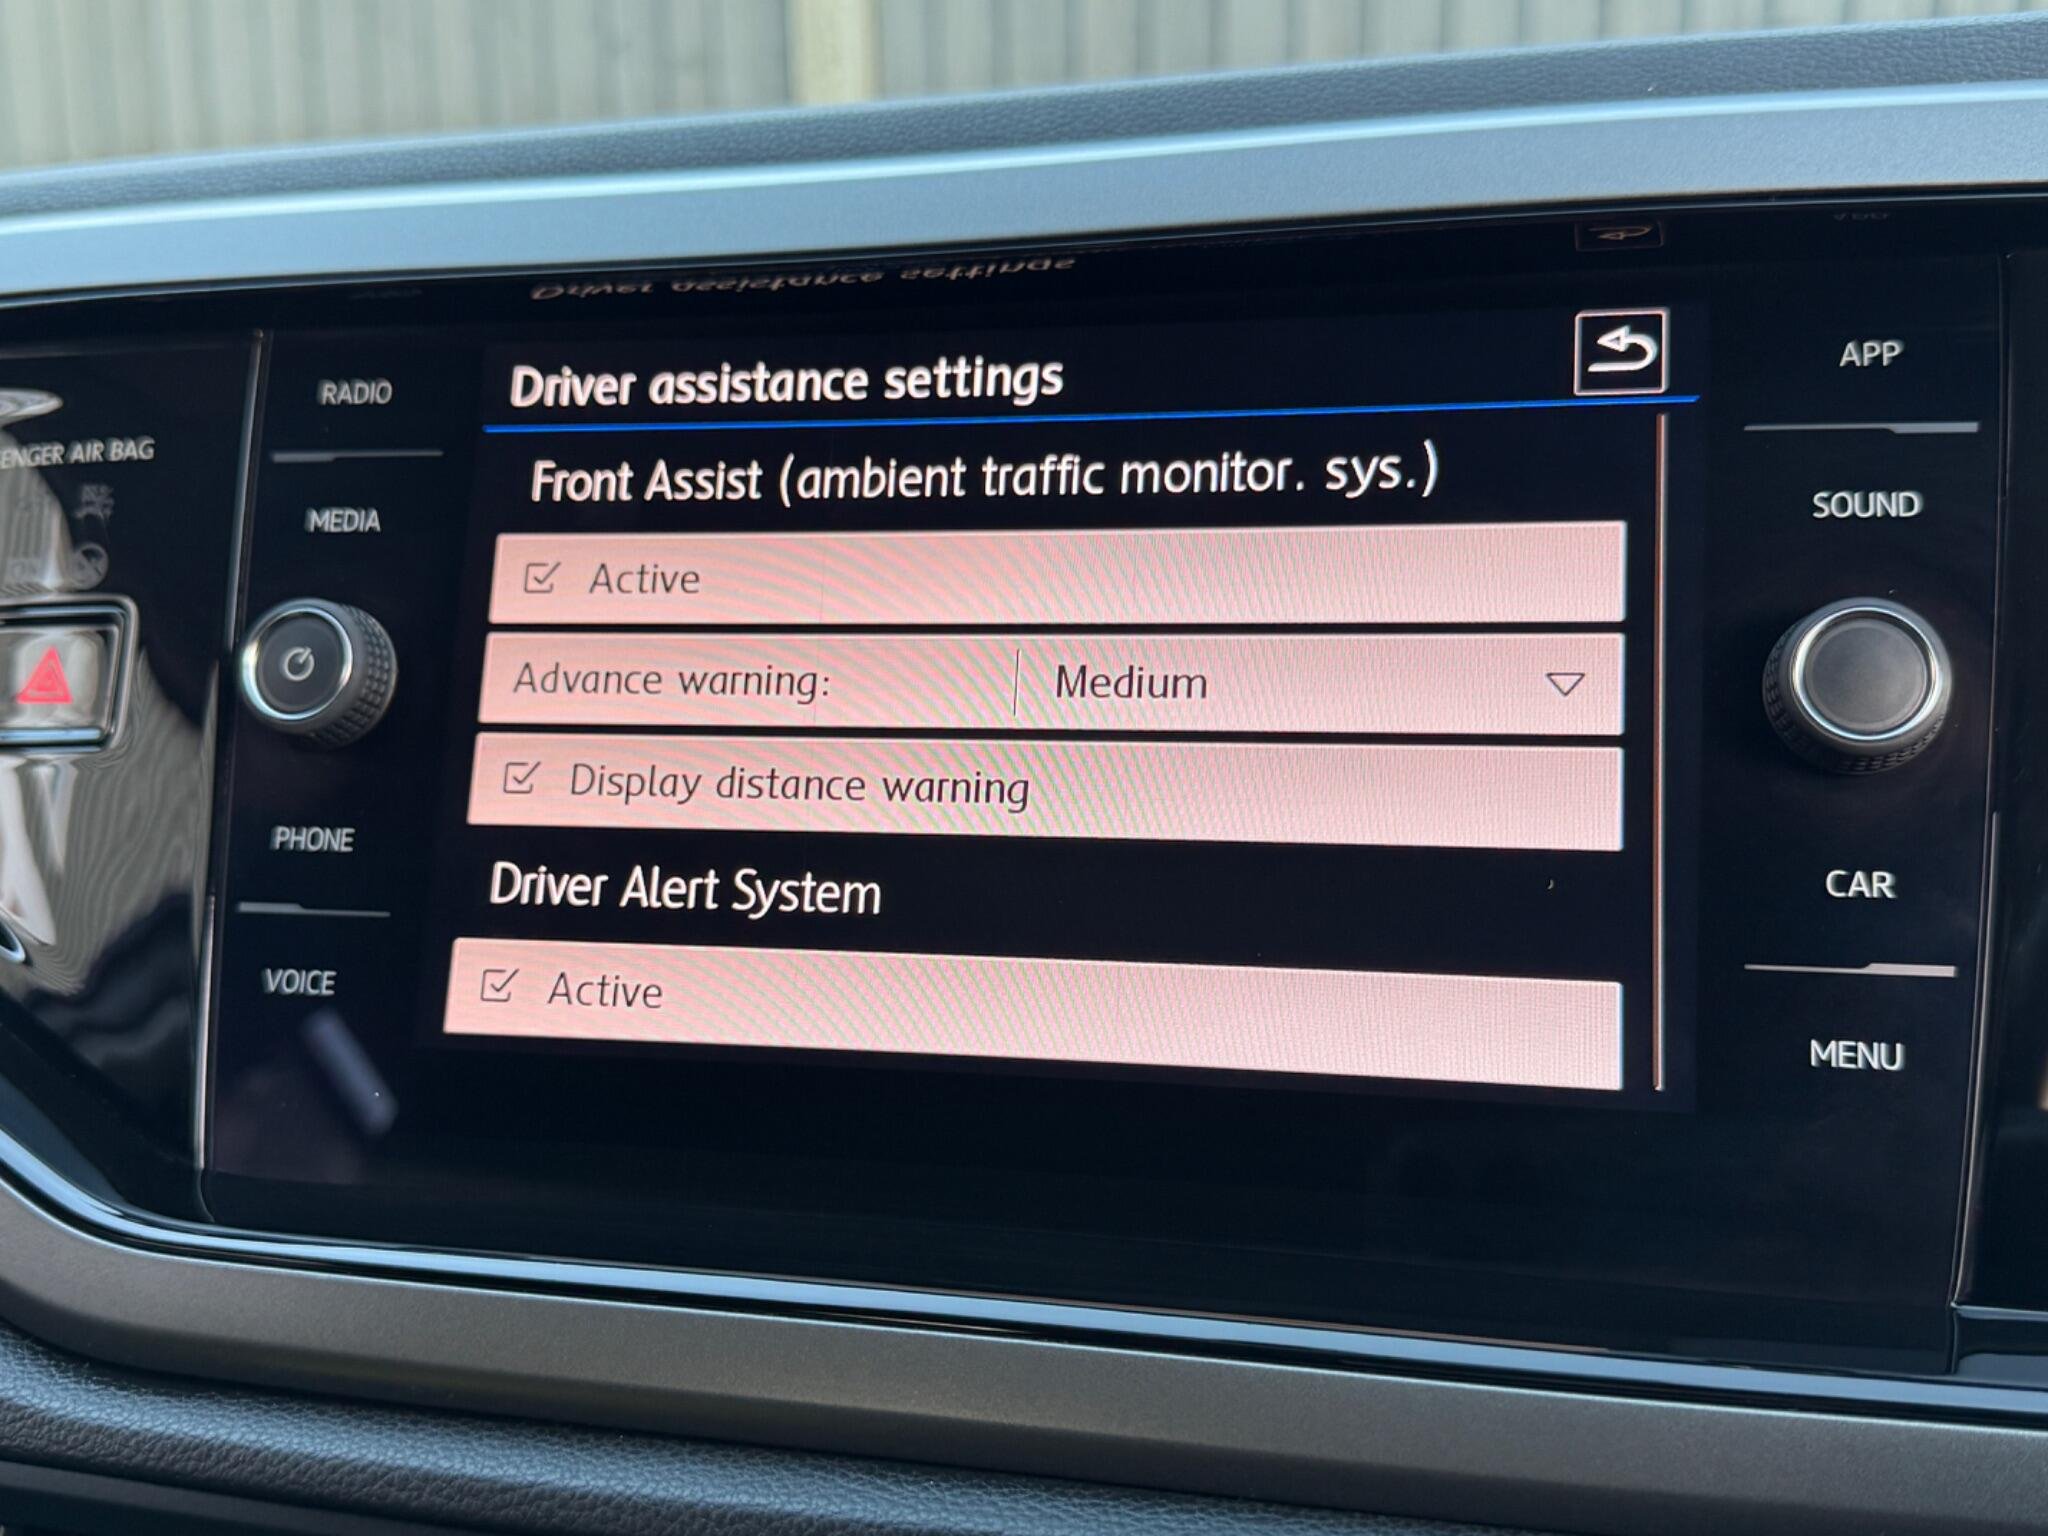 Driver assistance settings
Front Assist (ambient traffic monitor. sys.)
Active
Advance warning: Medium
Display distance warning
Driver Alert System
Active
RADIO
MEDIA
PHONE
VOICE
APP
SOUND
CAR
MENU
ENGER AIR BAG